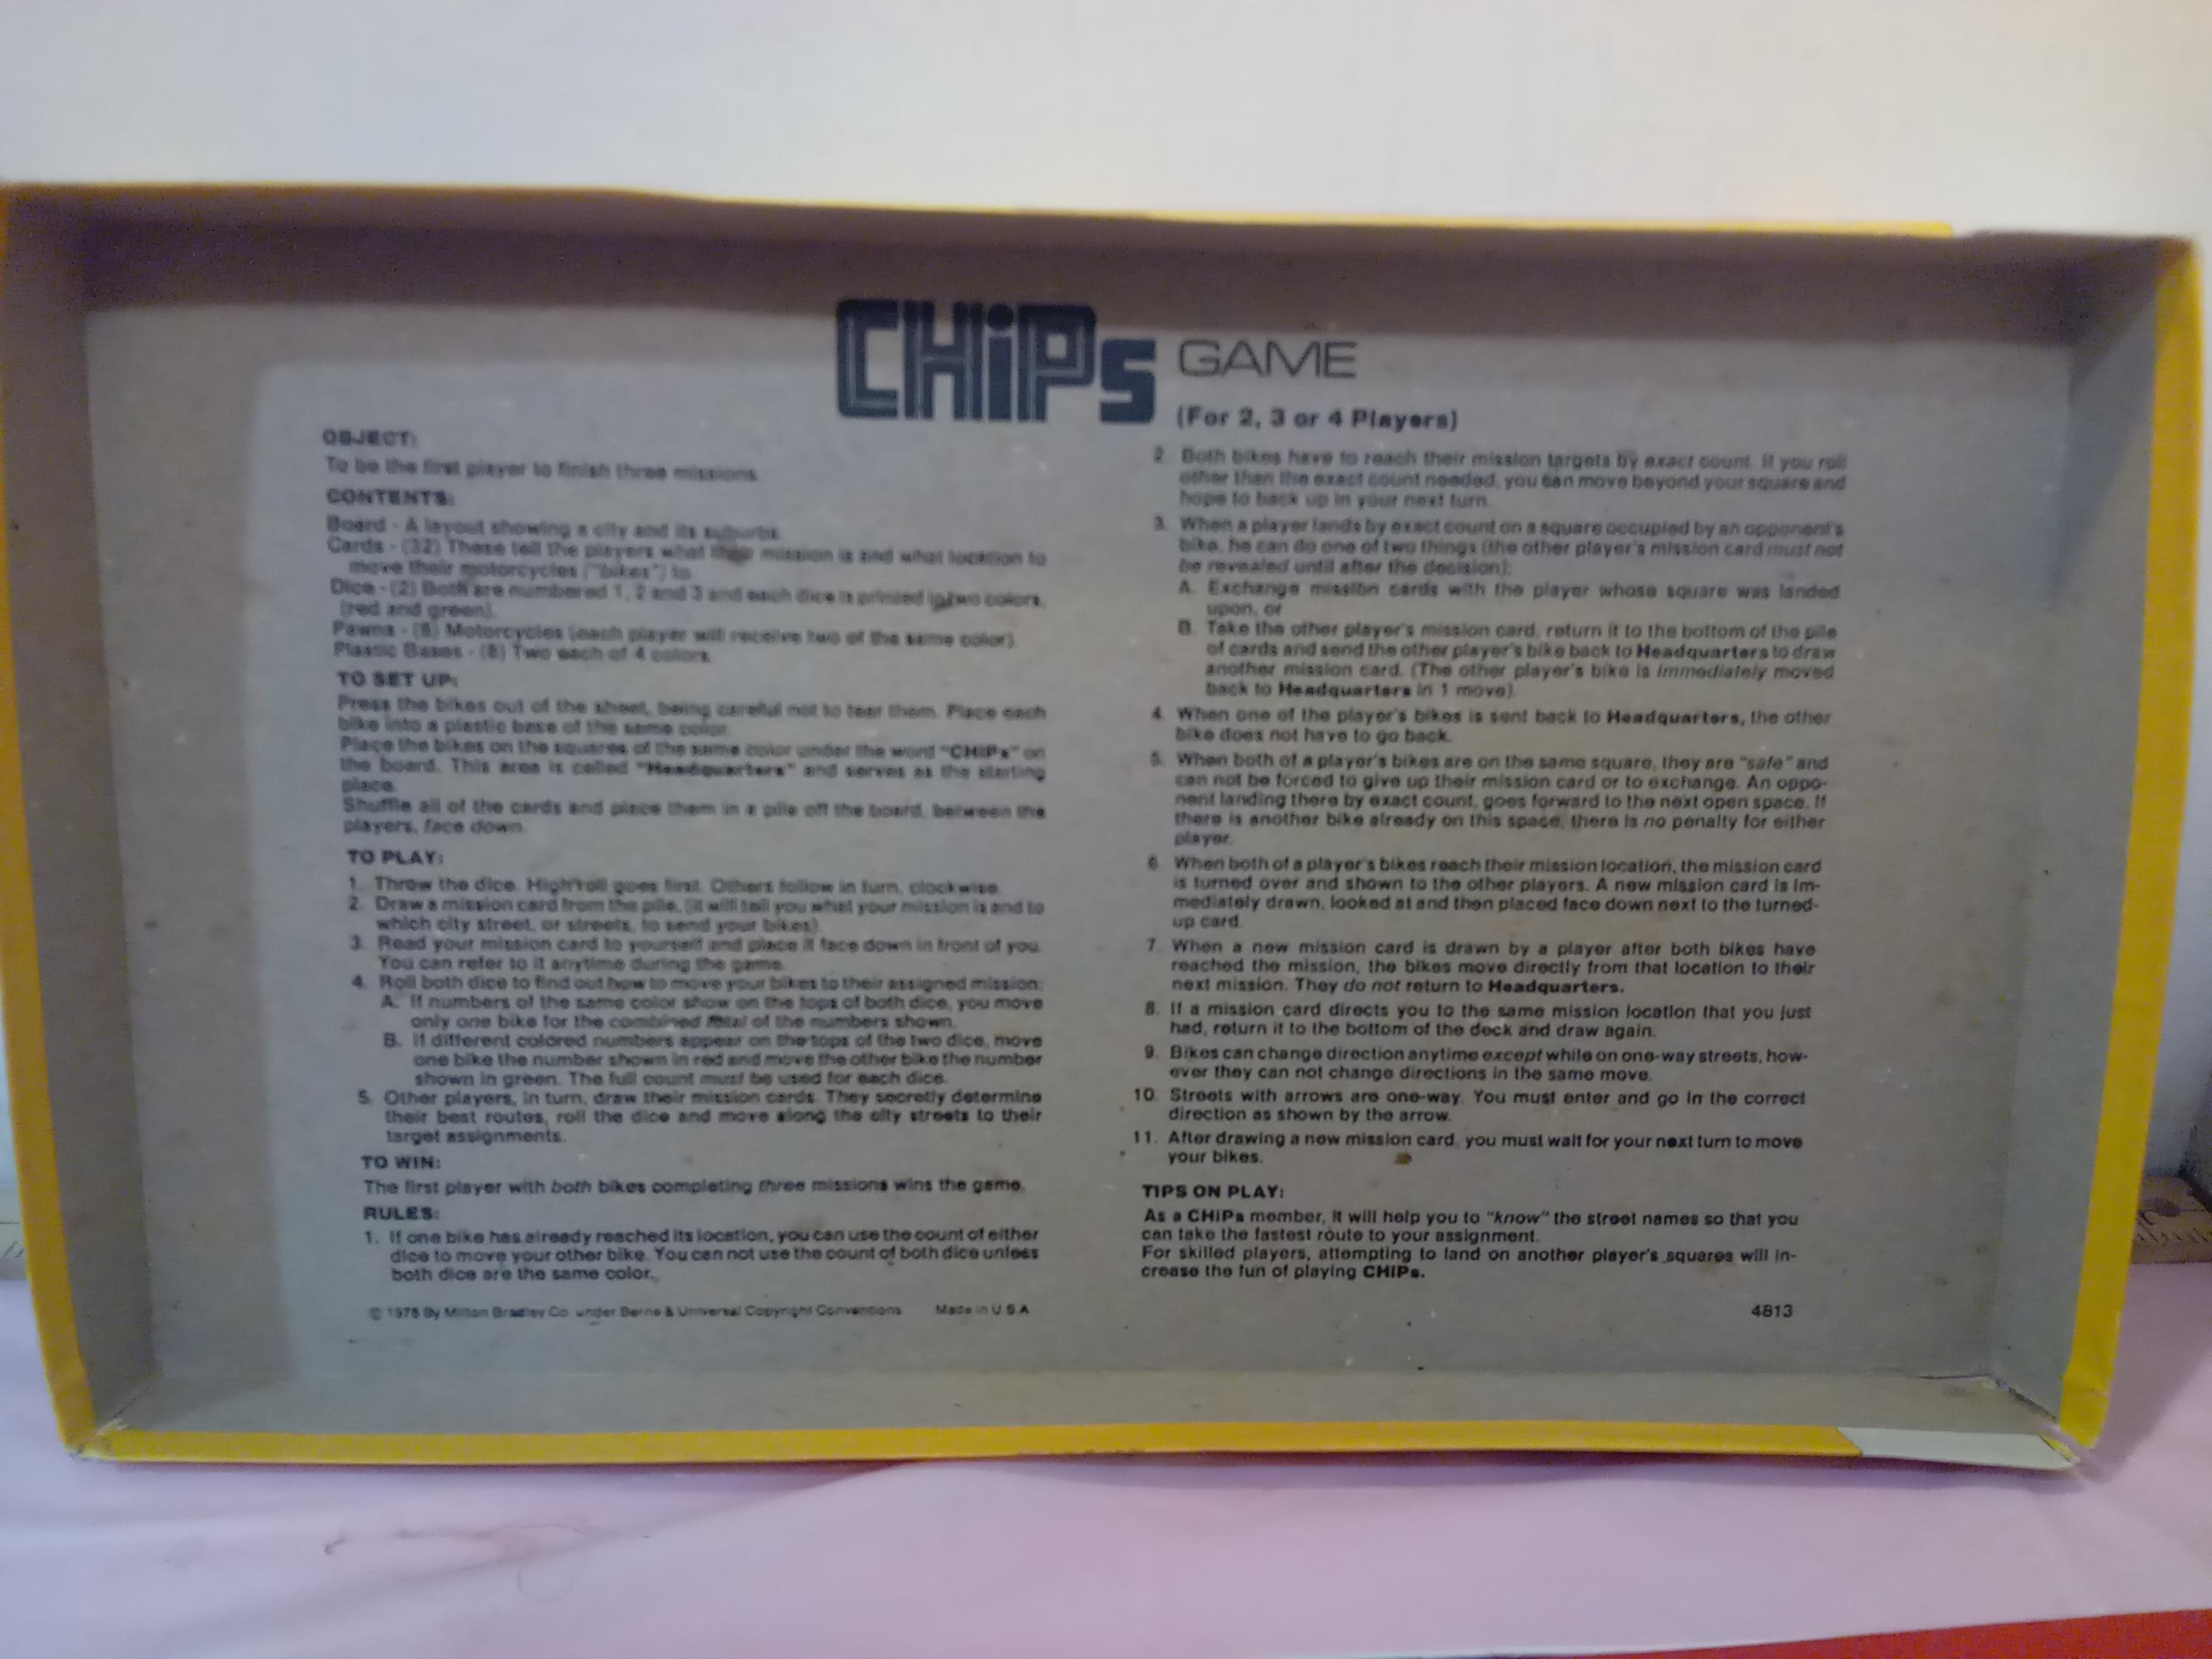 CHiPs GAME
(For 2, 3 or 4 Players)
OBJECT:
To be the first player to finish three missions.
CONTENTS:
Board - A layout showing a city and its suburbs.
Cards - (32) These tell the players what their mission is and what location to
move their motorcycles ("bikes") to.
Dice - (2) Both are numbered 1, 2 and 3 and each dice is printed in two colors,
(red and green).
Pawns - (8) Motorcycles (each player will receive two of the same color).
Plastic Bases - (8) Two each of 4 colors.
TO SET UP:
Press the bikes out of the sheet, being careful not to tear them. Place each
bike into a plastic base of the same color.
Place the bikes on the squares of the same color under the word "CHiPs" on
the board. This area is called "Headquarters" and serves as the starting
place.
Shuffle all of the cards and place them in a pile off the board, between the
players, face down.
TO PLAY:
1. Throw the dice. High roll goes first. Others follow in turn, clockwise.
2. Draw a mission card from the pile. (It will tell you what your mission is and to
which city street, or streets, to send your bikes).
3. Read your mission card to yourself and place it face down in front of you.
You can refer to it anytime during the game.
4. Roll both dice to find out how to move your bikes to their assigned mission:
A. If numbers of the same color show on the tops of both dice, you move
only one bike for the combined total of the numbers shown.
B. If different colored numbers appear on the tops of the two dice, move
one bike the number shown in red and move the other bike the number
shown in green. The full count must be used for each dice.
5. Other players, in turn, draw their mission cards. They secretly determine
their best routes, roll the dice and move along the city streets to their
target assignments.
TO WIN:
The first player with both bikes completing three missions wins the game.
RULES:
1. If one bike has already reached its location, you can use the count of either
dice to move your other bike. You can not use the count of both dice unless
both dice are the same color.
© 1978 By Milton Bradley Co. under Berne & Universal Copyright Conventions Made in U.S.A.
2. Both bikes have to reach their mission targets by exact count. If you roll
other than the exact count needed, you can move beyond your square and
hope to back up in your next turn.
3. When a player lands by exact count on a square occupied by an opponent's
bike, he can do one of two things (the other player's mission card must not
be revealed until after the decision):
A. Exchange mission cards with the player whose square was landed
upon, or
B. Take the other player's mission card, return it to the bottom of the pile
of cards and send the other player's bike back to Headquarters to draw
another mission card. (The other player's bike is immediately moved
back to Headquarters in 1 move).
4. When one of the player's bikes is sent back to Headquarters, the other
bike does not have to go back.
5. When both of a player's bikes are on the same square, they are "safe" and
can not be forced to give up their mission card or to exchange. An oppo-
nent landing there by exact count, goes forward to the next open space. If
there is another bike already on this space, there is no penalty for either
player.
6. When both of a player's bikes reach their mission location, the mission card
is turned over and shown to the other players. A new mission card is im-
mediately drawn, looked at and then placed face down next to the turned-
up card.
7. When a new mission card is drawn by a player after both bikes have
reached the mission, the bikes move directly from that location to their
next mission. They do not return to Headquarters.
8. If a mission card directs you to the same mission location that you just
had, return it to the bottom of the deck and draw again.
9. Bikes can change direction anytime except while on one-way streets, how-
ever they can not change directions in the same move.
10. Streets with arrows are one-way. You must enter and go in the correct
direction as shown by the arrow.
11. After drawing a new mission card, you must wait for your next turn to move
your bikes.
TIPS ON PLAY:
As a CHiPs member, it will help you to "know" the street names so that you
can take the fastest route to your assignment.
For skilled players, attempting to land on another player's squares will in-
crease the fun of playing CHiPs.
4813